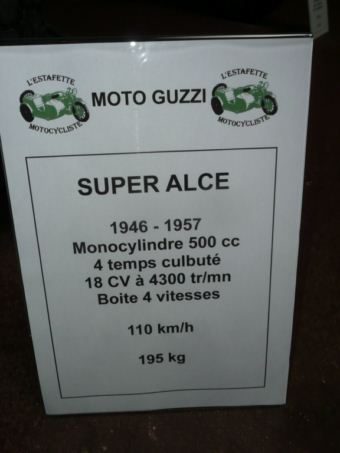 L'ESTAFETTE
MOTOCYCLISTE
MOTO GUZZI
L'ESTAFETTE
MOTOCYCLISTE
SUPER ALCE
1946 - 1957
Monocylindre 500 cc
4 temps culbuté
18 CV à 4300 tr/mn
Boite 4 vitesses
110 km/h
195 kg